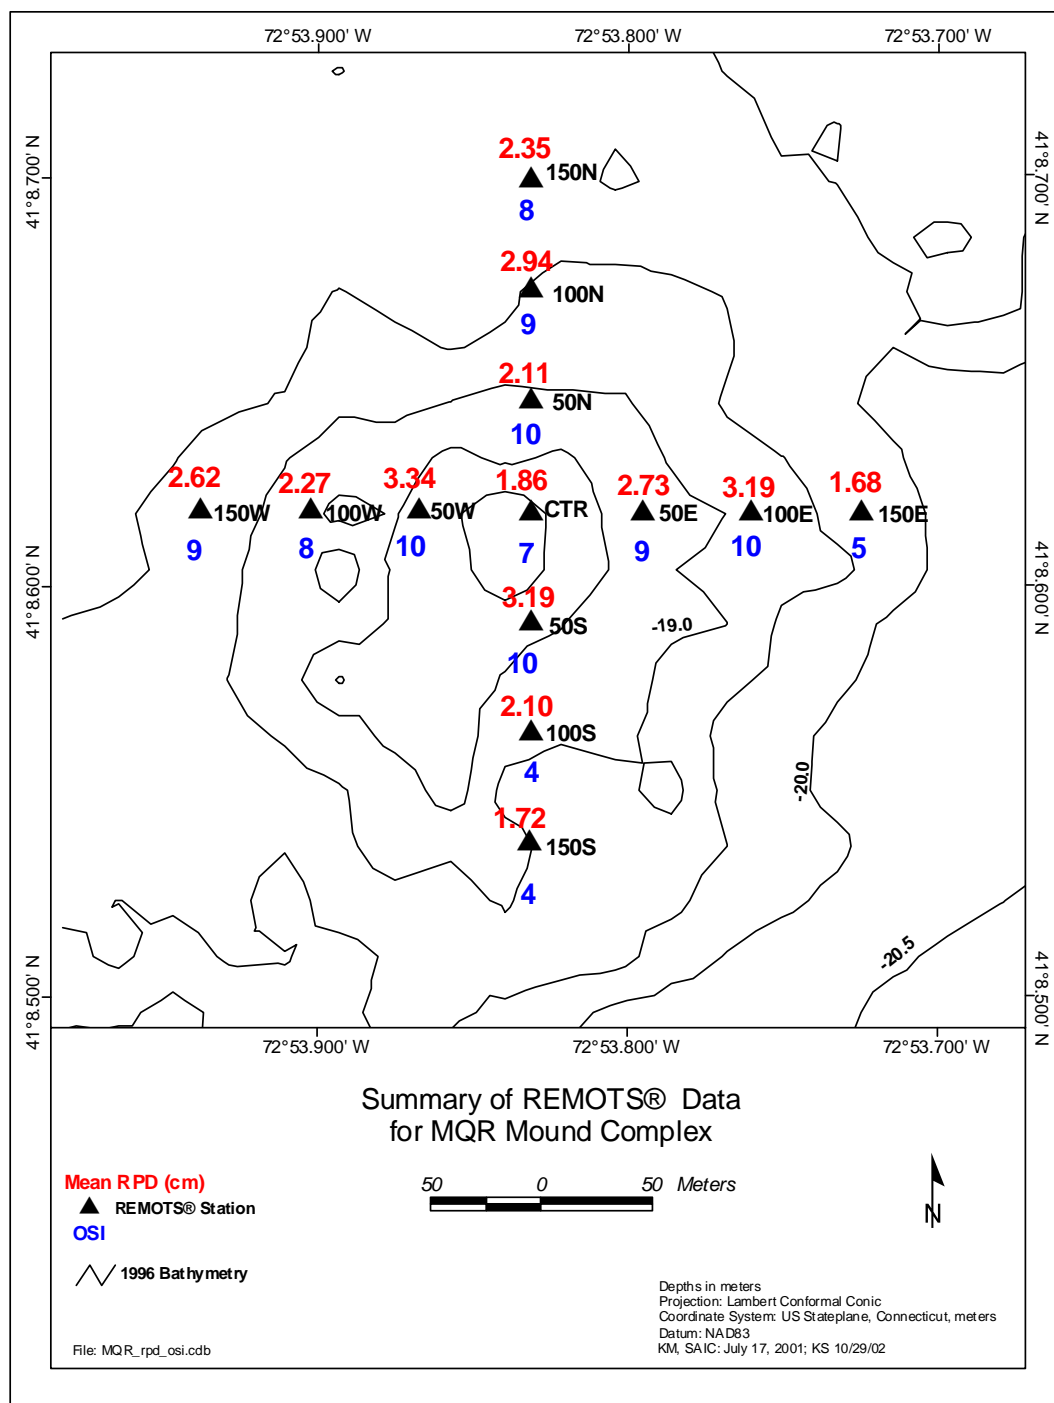 72°53.900' W 72°53.800' W 72°53.700' W
41°8.700' N
41°8.700' N
2.35
150N
8
2.94
100N
9
2.11
50N
10
2.62 2.27 3.34 1.86 2.73 3.19 1.68
150W 100W 50W CTR 50E 100E 150E
9 8 10 7 9 10 5
41°8.600' N
41°8.600' N
3.19
50S
-19.0
10
2.10
100S
4
-20.0
1.72
150S
4
-20.5
41°8.500' N
41°8.500' N
72°53.900' W 72°53.800' W 72°53.700' W
Summary of REMOTS® Data
for MQR Mound Complex
Mean RPD (cm)
REMOTS® Station
OSI
1996 Bathymetry
50 0 50 Meters
N
Depths in meters
Projection: Lambert Conformal Conic
Coordinate System: US Stateplane, Connecticut, meters
Datum: NAD83
KM, SAIC: July 17, 2001; KS 10/29/02
File: MQR_rpd_osi.cdb